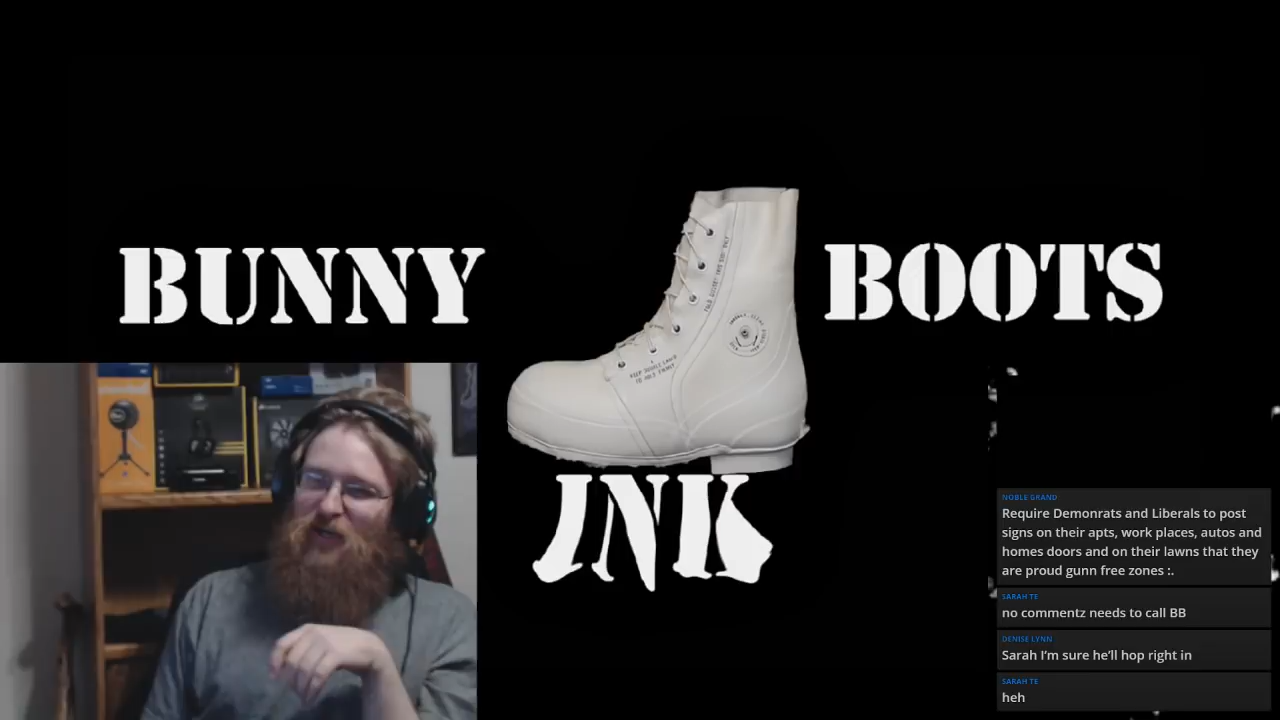 BUNNY
BOOTS
INK
NOBLE GRAND
Require Demonrats and Liberals to post
signs on their apts, work places, autos and
homes doors and on their lawns that they
are proud gunn free zones :.
SARAH TE
no commentz needs to call BB
DENISE LYNN
Sarah I'm sure he'll hop right in
SARAH TE
heh